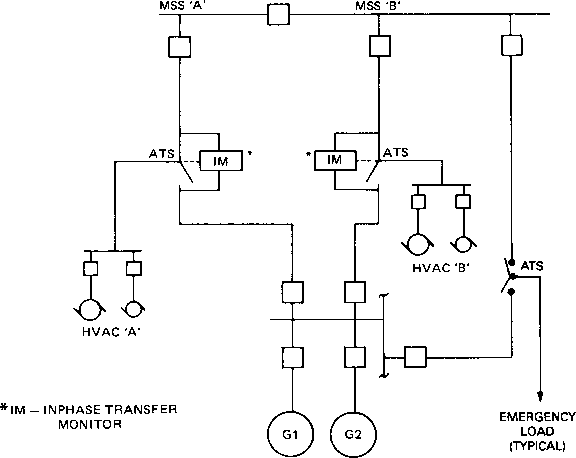 MSS 'A'
MSS 'B'
ATS
IM
*
*
IM
ATS
HVAC 'B'
ATS
HVAC 'A'
* IM – INPHASE TRANSFER
MONITOR
G1
G2
EMERGENCY
LOAD
(TYPICAL)